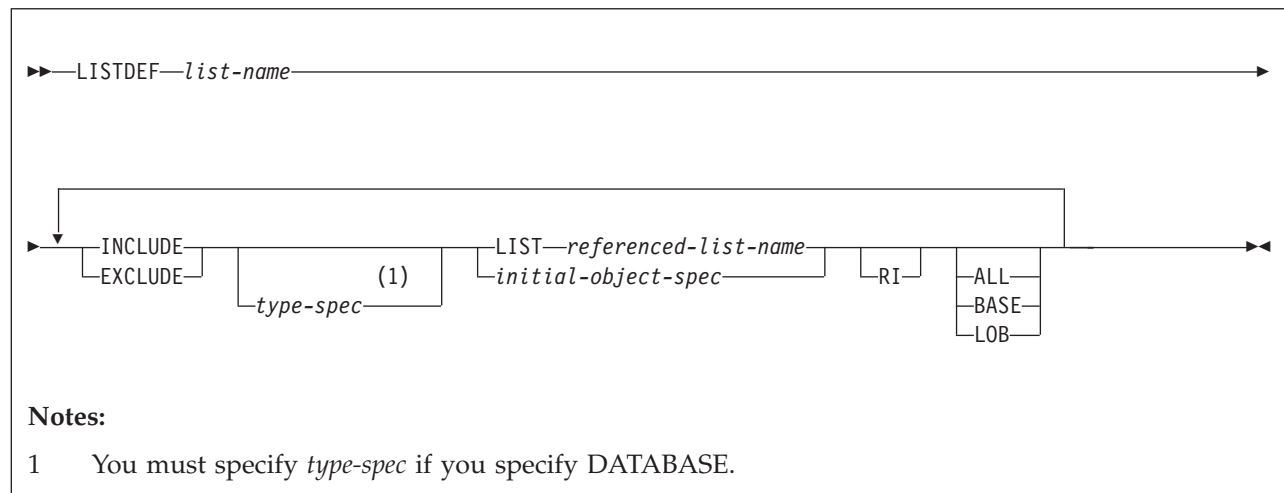 LISTDEF list-name
INCLUDE LIST referenced-list-name
EXCLUDE (1) initial-object-spec RI ALL
type-spec BASE
LOB
Notes:
1 You must specify type-spec if you specify DATABASE.